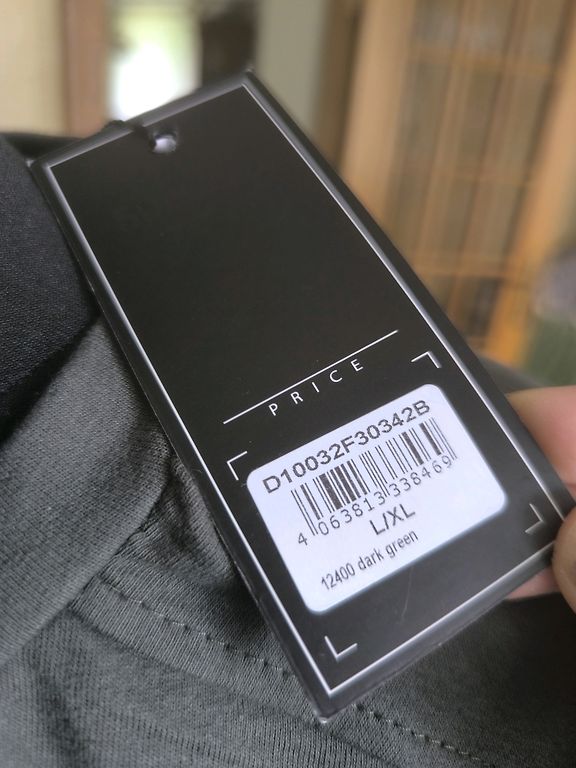 PRICE
D10032F30342B
4 063813 338469
L/XL
12400 dark green